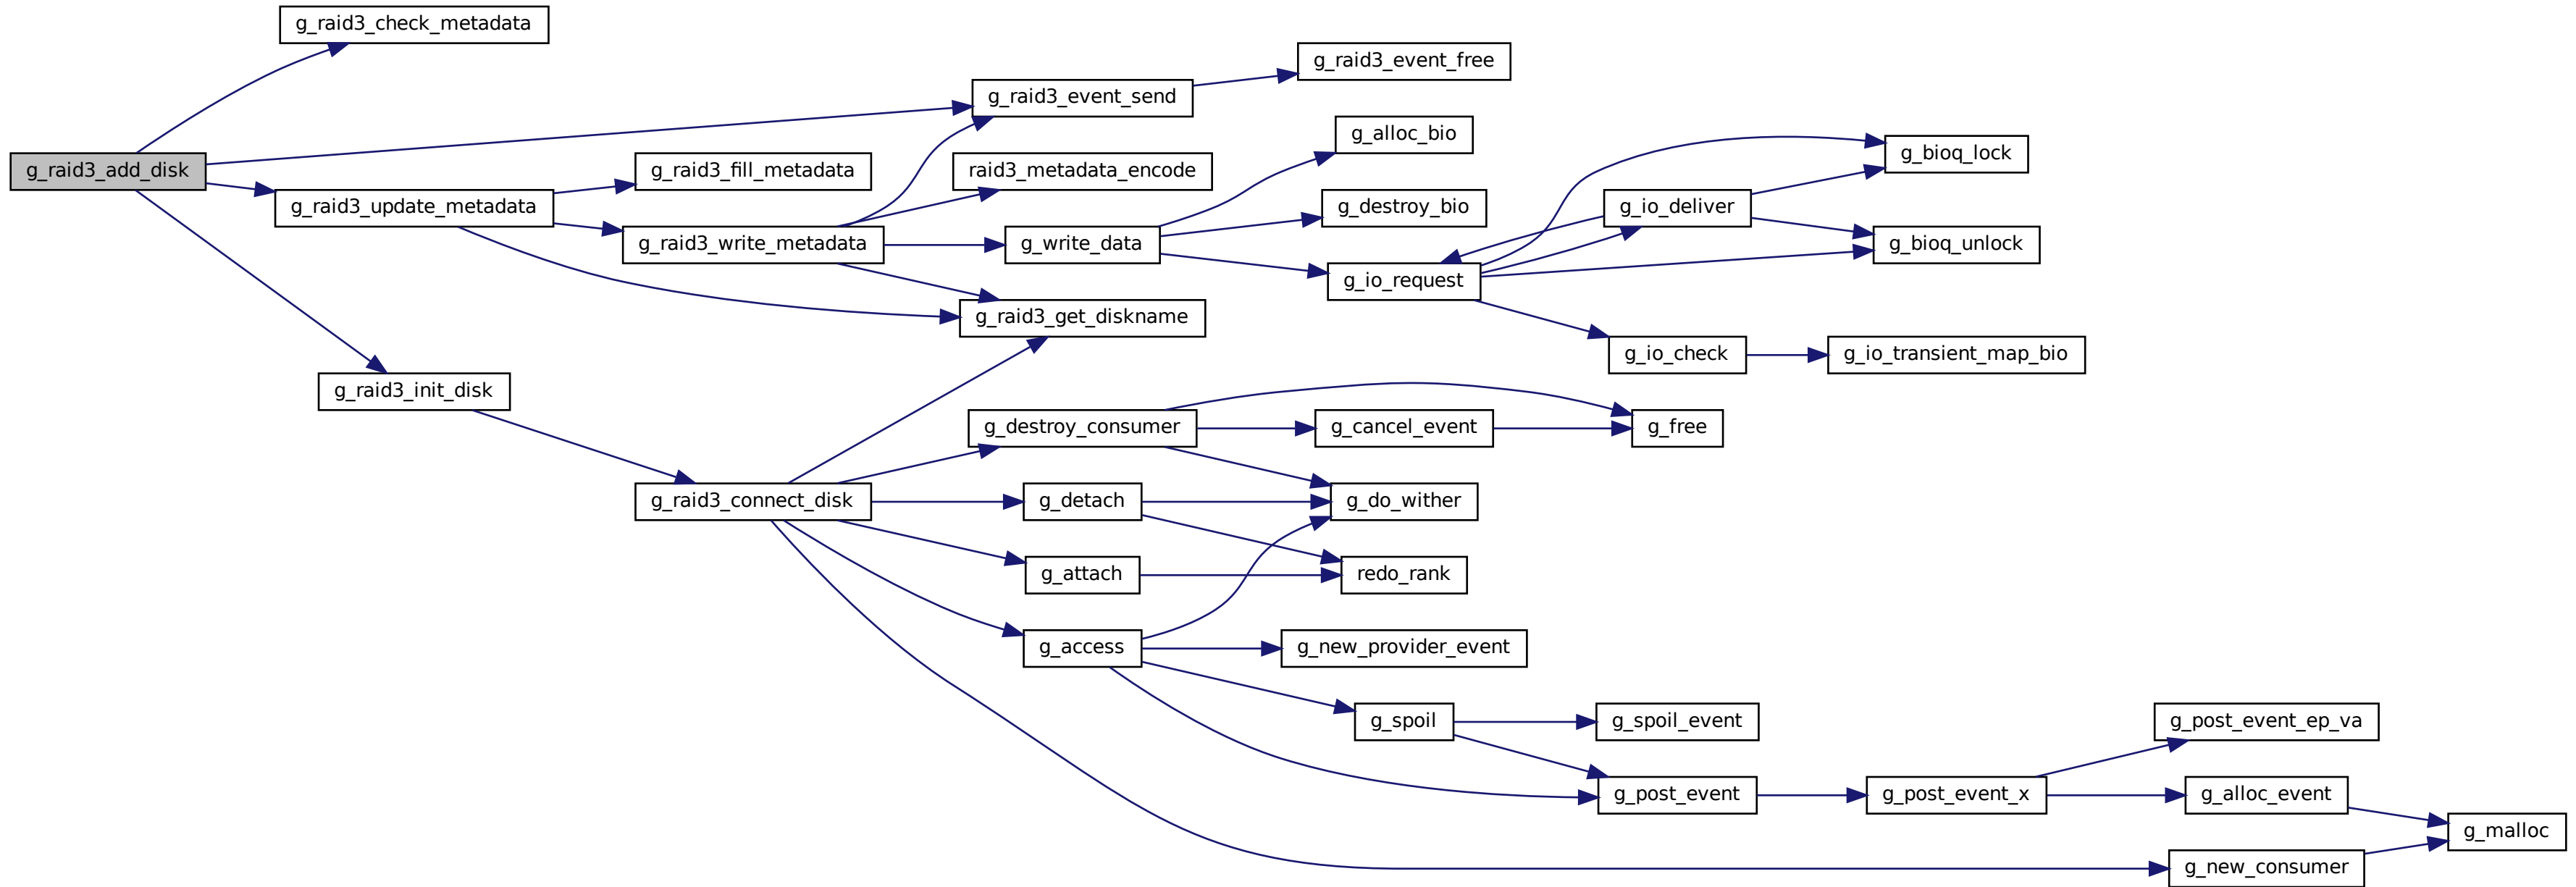 g_raid3_check_metadata
g_raid3_event_free
g_raid3_event_send
g_alloc_bio
g_bioq_lock
g_raid3_add_disk
g_raid3_fill_metadata
raid3_metadata_encode
g_raid3_update_metadata
g_destroy_bio
g_io_deliver
g_raid3_write_metadata
g_write_data
g_bioq_unlock
g_io_request
g_raid3_get_diskname
g_io_check
g_io_transient_map_bio
g_raid3_init_disk
g_destroy_consumer
g_cancel_event
g_free
g_raid3_connect_disk
g_detach
g_do_wither
g_attach
redo_rank
g_access
g_new_provider_event
g_spoil
g_spoil_event
g_post_event_ep_va
g_post_event
g_post_event_x
g_alloc_event
g_malloc
g_new_consumer